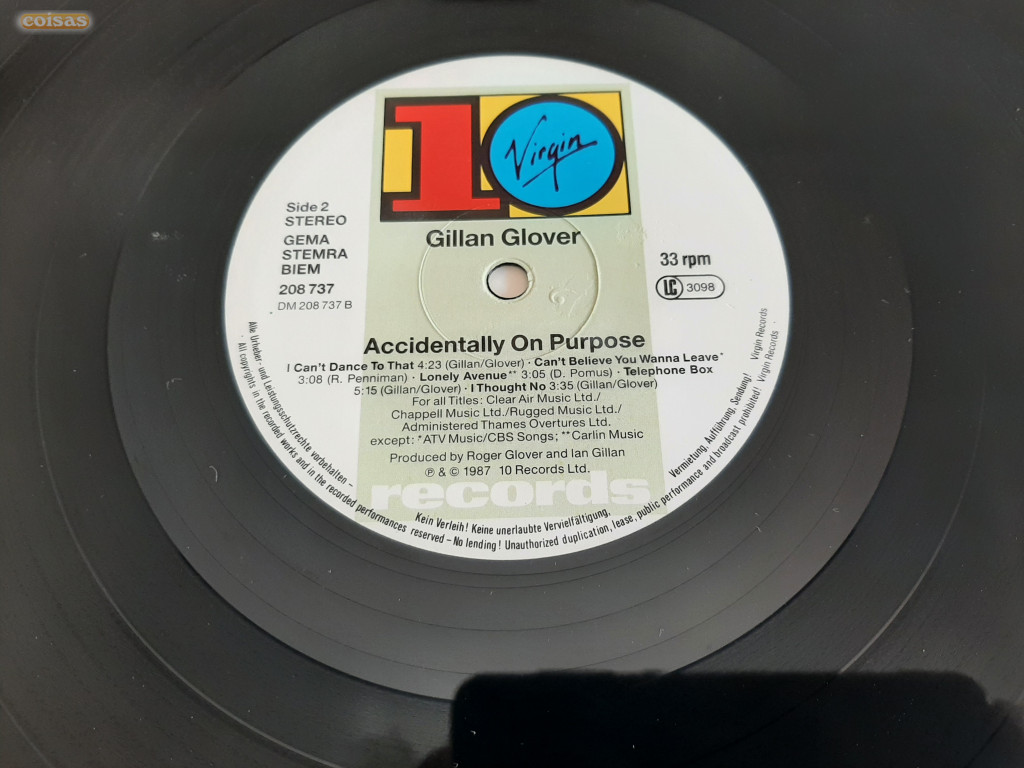 coisas
10
Virgin
Side 2
STEREO
GEMA
STEMRA
BIEM
208 737
DM 208 737 B
Gillan Glover
33 rpm
LC 3098
Accidentally On Purpose
I Can't Dance To That 4:23 (Gillan/Glover) · Can't Believe You Wanna Leave*
3:08 (R. Penniman) · Lonely Avenue** 3:05 (D. Pomus) · Telephone Box
5:15 (Gillan/Glover) · I Thought No 3:35 (Gillan/Glover)
For all Titles: Clear Air Music Ltd./
Chappell Music Ltd./Rugged Music Ltd./
Administered Thames Overtures Ltd.
except: *ATV Music/CBS Songs; **Carlin Music
Produced by Roger Glover and Ian Gillan
℗ & © 1987 10 Records Ltd.
records
Alle Urheber- und Leistungsschutzrechte vorbehalten – Kein Verleih! Keine unerlaubte Vervielfältigung, Vermietung, Aufführung, Sendung! Virgin Records
· All copyrights in the recorded works and in the recorded performances reserved – No lending! Unauthorized duplication, lease, public performance and broadcast prohibited! Virgin Records ·